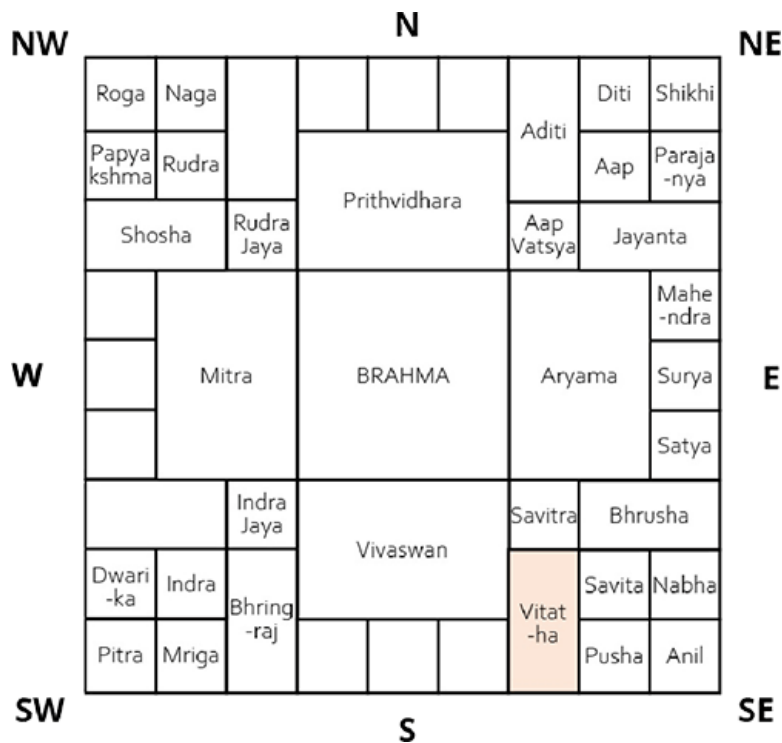 NW
N
NE
Roga
Naga
Aditi
Diti
Shikhi
Papya
kshma
Rudra
Prithvidhara
Aap
Paraja
-nya
Shosha
Rudra
Jaya
Aap
Vatsya
Jayanta
W
Mitra
BRAHMA
Aryama
Mahe
-ndra
Surya
Satya
E
Indra
Jaya
Vivaswan
Savitra
Bhrusha
Dwari
-ka
Indra
Bhring
-raj
Vitat
-ha
Savita
Nabha
Pitra
Mriga
Pusha
Anil
SW
S
SE